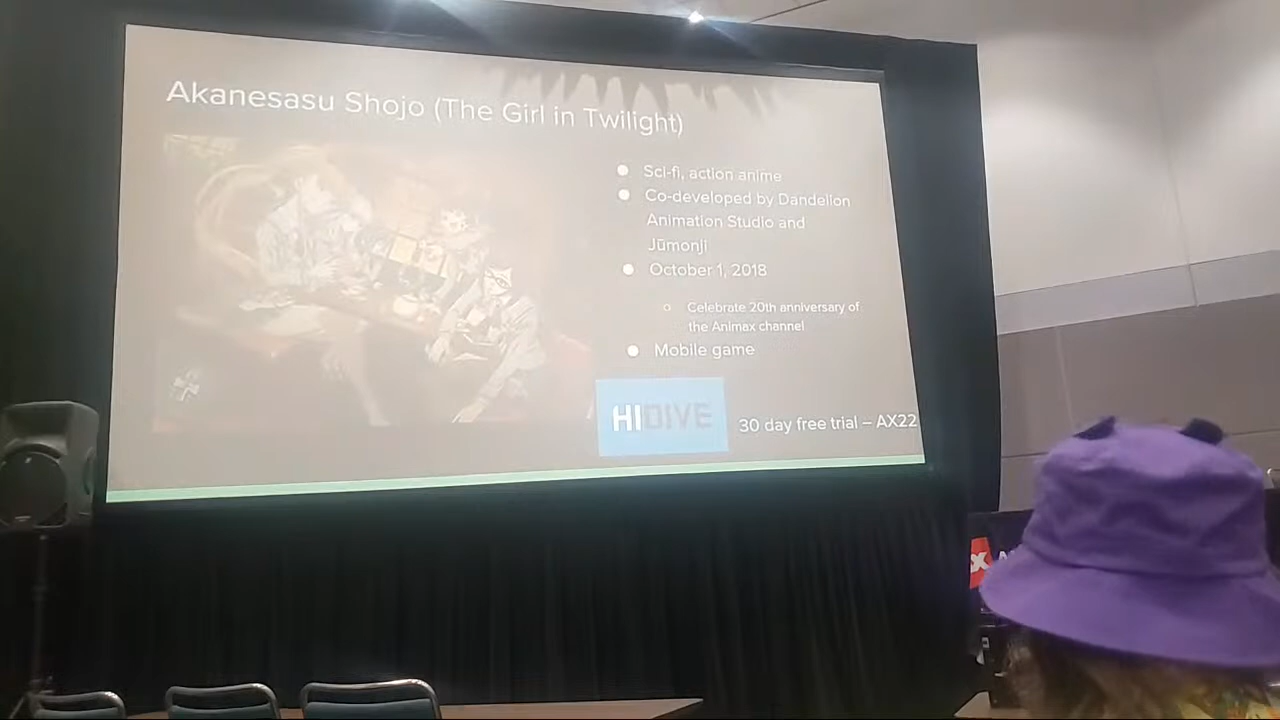 Akanesasu Shojo (The Girl in Twilight)
Sci-fi, action anime
Co-developed by Dandelion
Animation Studio and
Jūmonji
October 1, 2018
Celebrate 20th anniversary of
the Animax channel
Mobile game
HIDIVE
30 day free trial – AX22